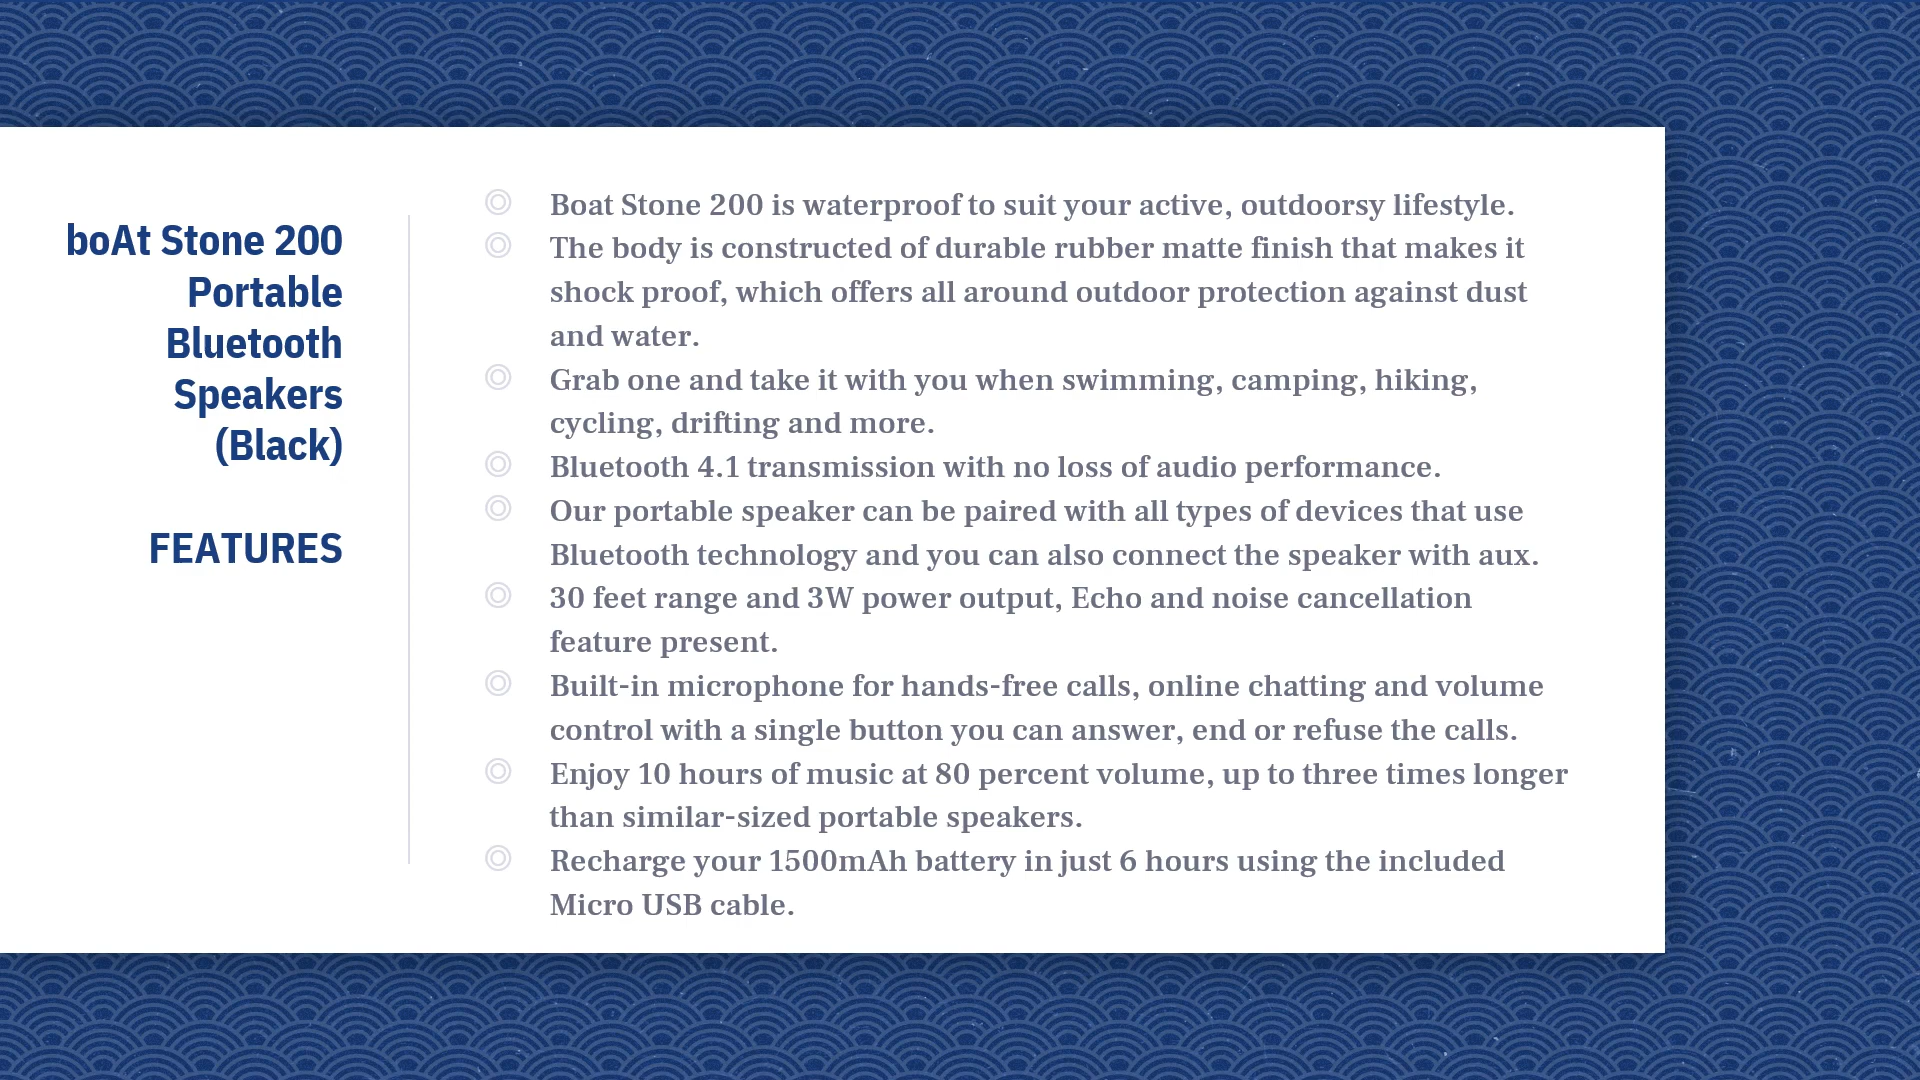 boAt Stone 200
Portable
Bluetooth
Speakers
(Black)
FEATURES
Boat Stone 200 is waterproof to suit your active, outdoorsy lifestyle.
The body is constructed of durable rubber matte finish that makes it
shock proof, which offers all around outdoor protection against dust
and water.
Grab one and take it with you when swimming, camping, hiking,
cycling, drifting and more.
Bluetooth 4.1 transmission with no loss of audio performance.
Our portable speaker can be paired with all types of devices that use
Bluetooth technology and you can also connect the speaker with aux.
30 feet range and 3W power output, Echo and noise cancellation
feature present.
Built-in microphone for hands-free calls, online chatting and volume
control with a single button you can answer, end or refuse the calls.
Enjoy 10 hours of music at 80 percent volume, up to three times longer
than similar-sized portable speakers.
Recharge your 1500mAh battery in just 6 hours using the included
Micro USB cable.